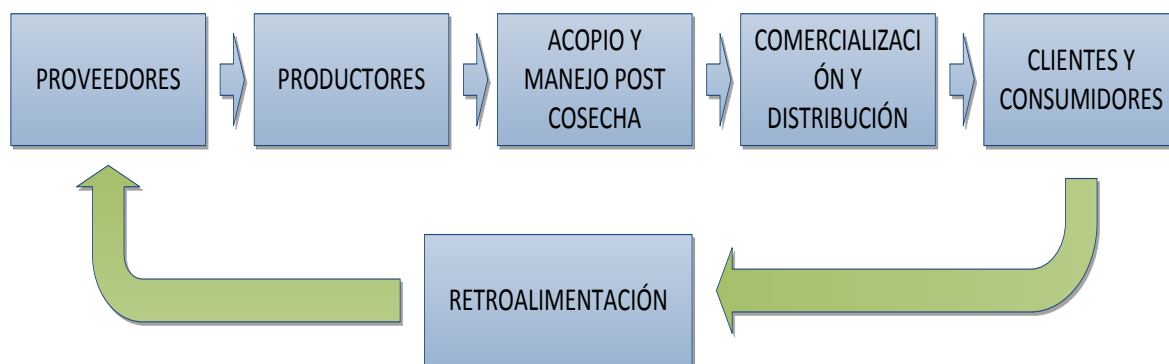 PROVEEDORES
PRODUCTORES
ACOPIO Y
MANEJO POST
COSECHA
COMERCIALIZACI
ÓN Y
DISTRIBUCIÓN
CLIENTES Y
CONSUMIDORES
RETROALIMENTACIÓN